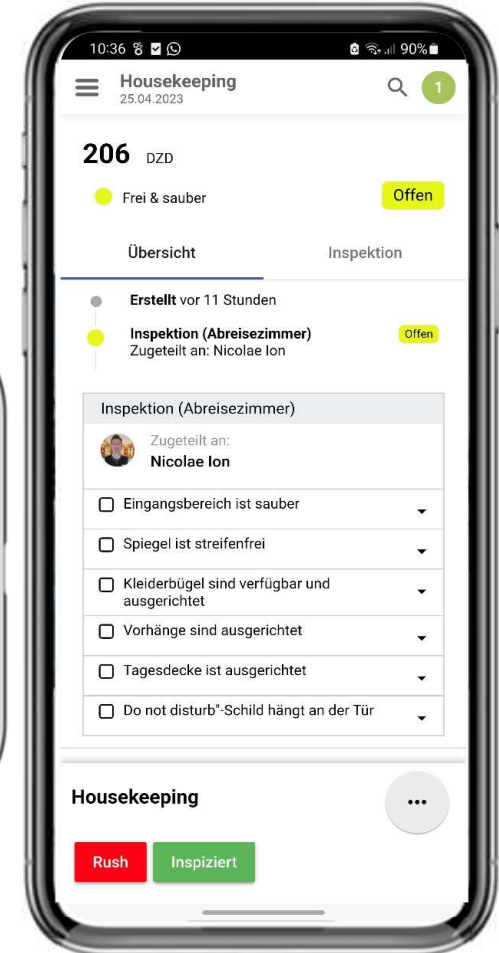 10:36
90%
Housekeeping
25.04.2023
1
206 DZD
Frei & sauber
Offen
Übersicht
Inspektion
Erstellt vor 11 Stunden
Inspektion (Abreisezimmer)
Offen
Zugeteilt an: Nicolae Ion
Inspektion (Abreisezimmer)
Zugeteilt an:
Nicolae Ion
Eingangsbereich ist sauber
Spiegel ist streifenfrei
Kleiderbügel sind verfügbar und
ausgerichtet
Vorhänge sind ausgerichtet
Tagesdecke ist ausgerichtet
Do not disturb"-Schild hängt an der Tür
Housekeeping
Rush
Inspiziert